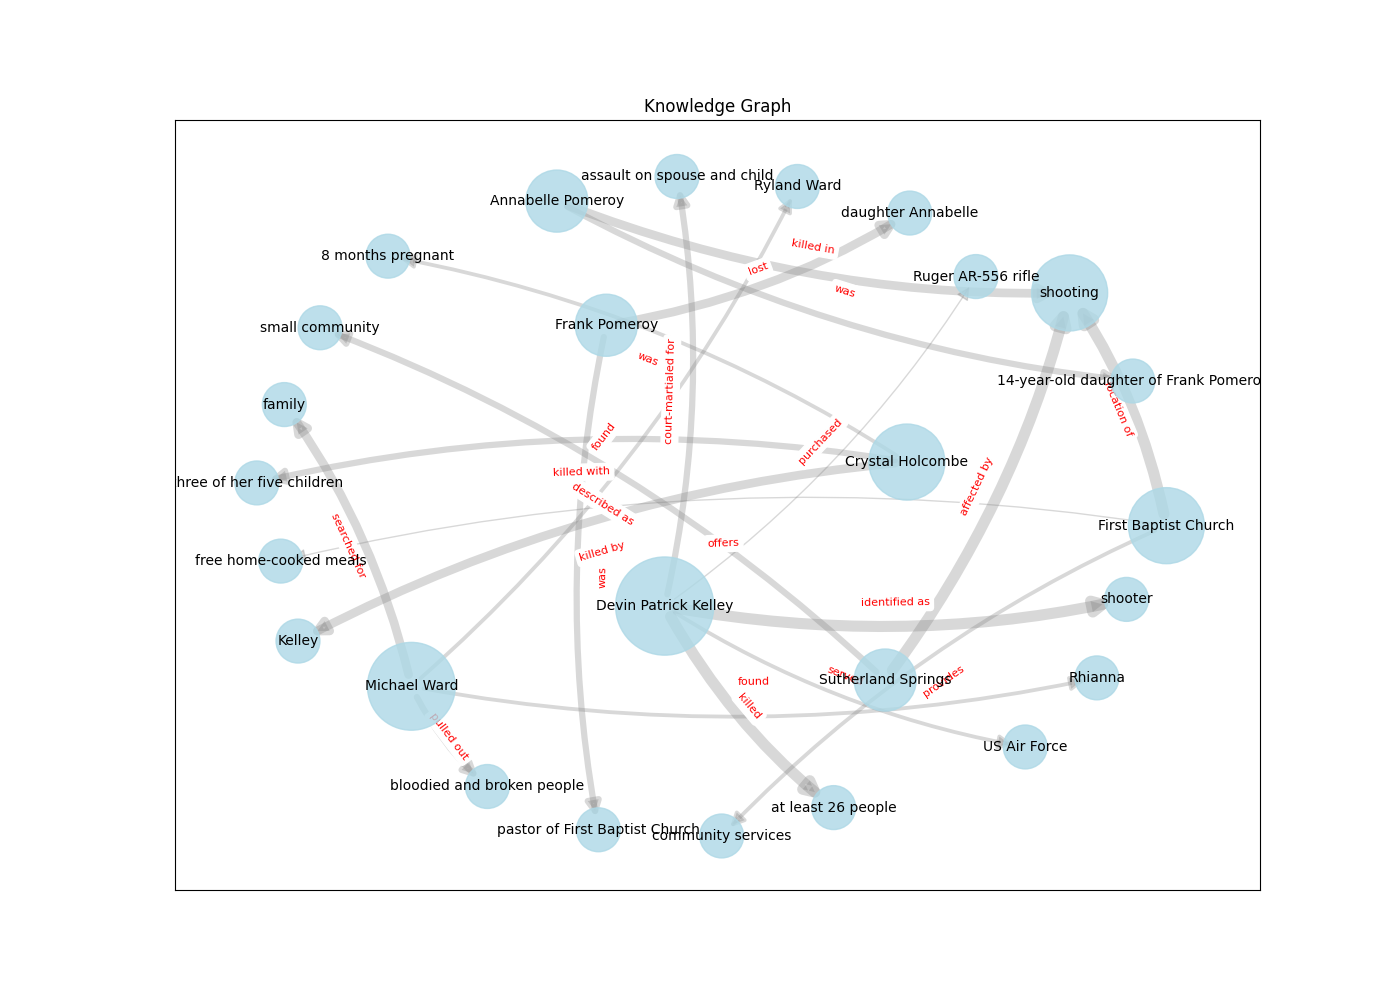 Knowledge Graph
assault on spouse and child
Ryland Ward
Annabelle Pomeroy
daughter Annabelle
killed in
8 months pregnant
lost
Ruger AR-556 rifle
was
shooting
small community
Frank Pomeroy
was
court-martialed for
14-year-old daughter of Frank Pomero
family
location of
found
purchased
Crystal Holcombe
killed with
hree of her five children
affected by
described as
First Baptist Church
searched for
offers
killed by
free home-cooked meals
was
Devin Patrick Kelley
identified as
shooter
Kelley
Michael Ward
found
Sutherland Springs
provides
Rhianna
killed
pulled out
US Air Force
bloodied and broken people
at least 26 people
pastor of First Baptist Church
community services